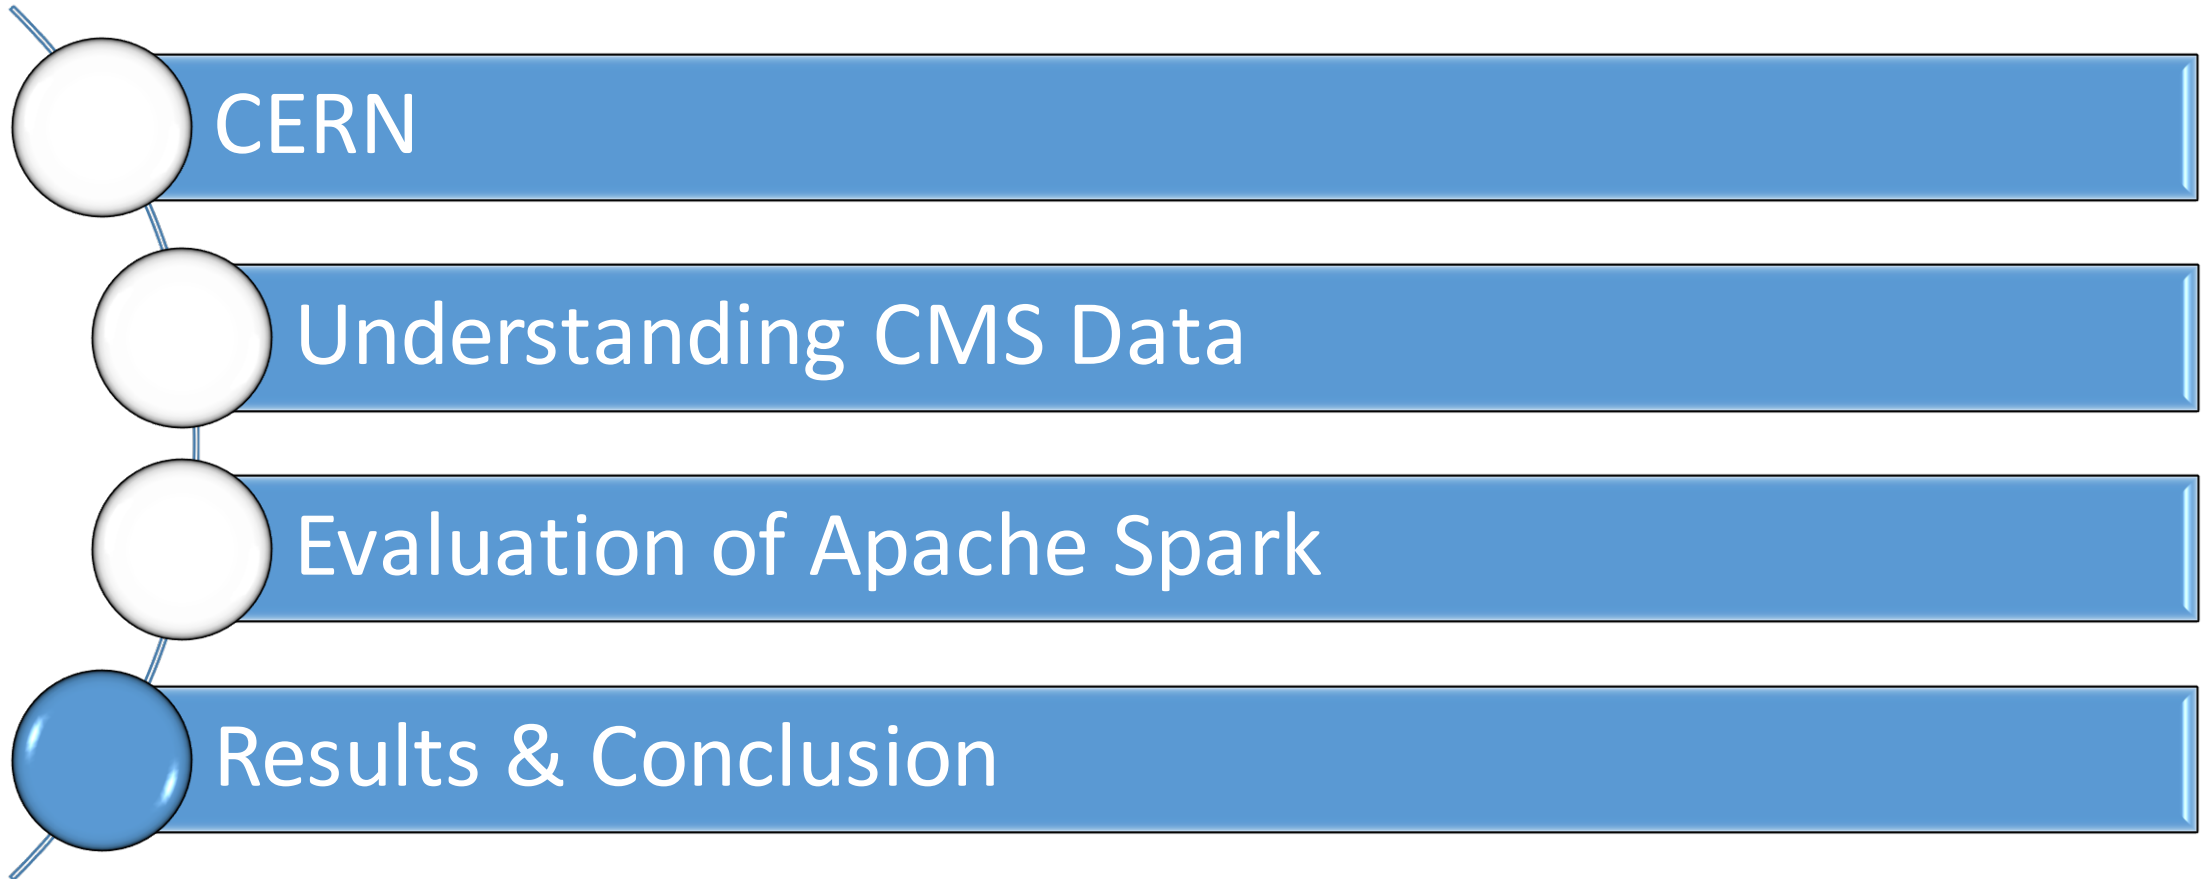 CERN
Understanding CMS Data
Evaluation of Apache Spark
Results & Conclusion